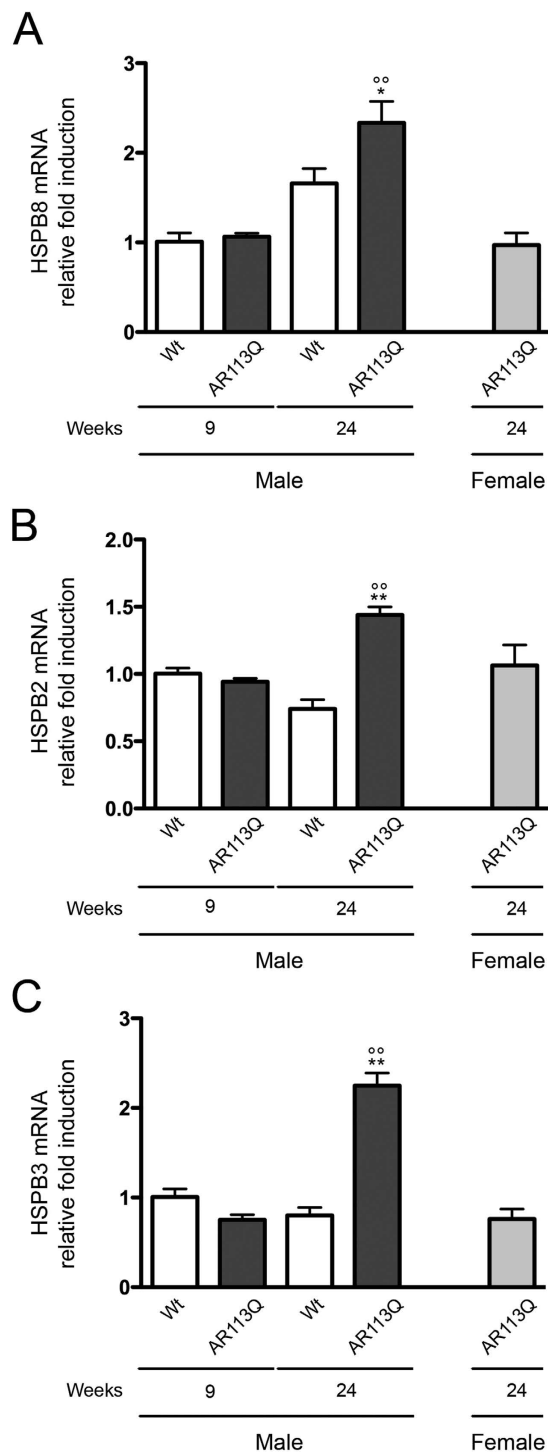 A
HSPB8 mRNA
relative fold induction
3
2
1
0
°°
*
Wt
AR113Q
Wt
AR113Q
AR113Q
Weeks 9 24 24
Male Female
B
HSPB2 mRNA
relative fold induction
2.0
1.5
1.0
0.5
0.0
°°
**
Wt
AR113Q
Wt
AR113Q
AR113Q
Weeks 9 24 24
Male Female
C
HSPB3 mRNA
relative fold induction
3
2
1
0
°°
**
Wt
AR113Q
Wt
AR113Q
AR113Q
Weeks 9 24 24
Male Female